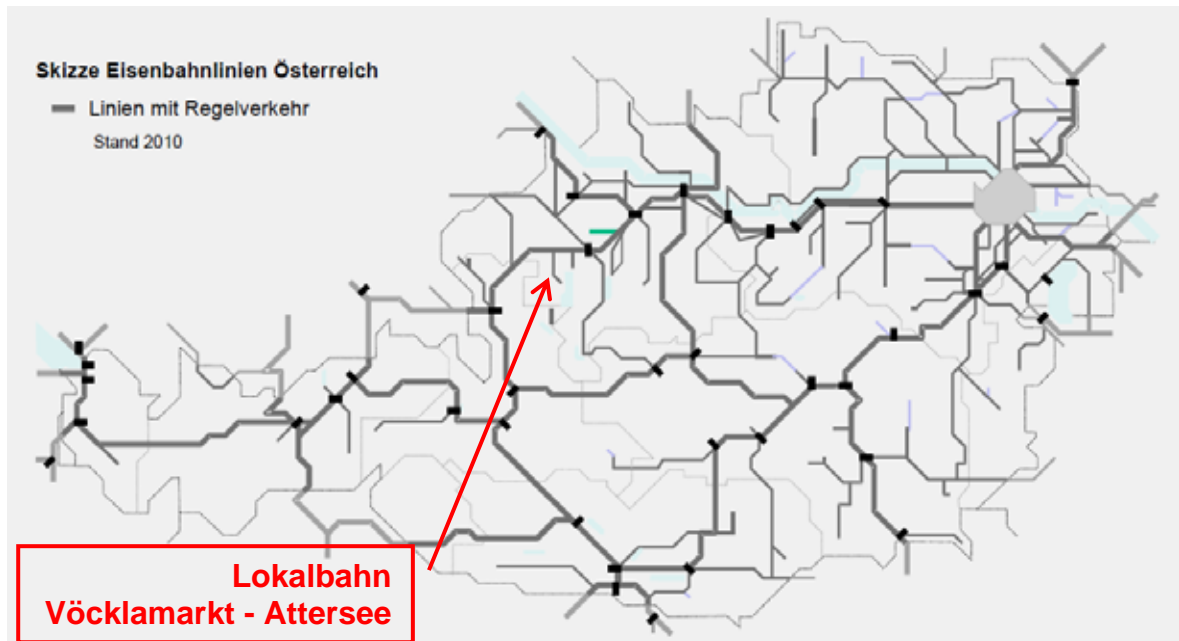 Skizze Eisenbahnlinien Österreich
Linien mit Regelverkehr
Stand 2010
Lokalbahn
Vöcklamarkt - Attersee